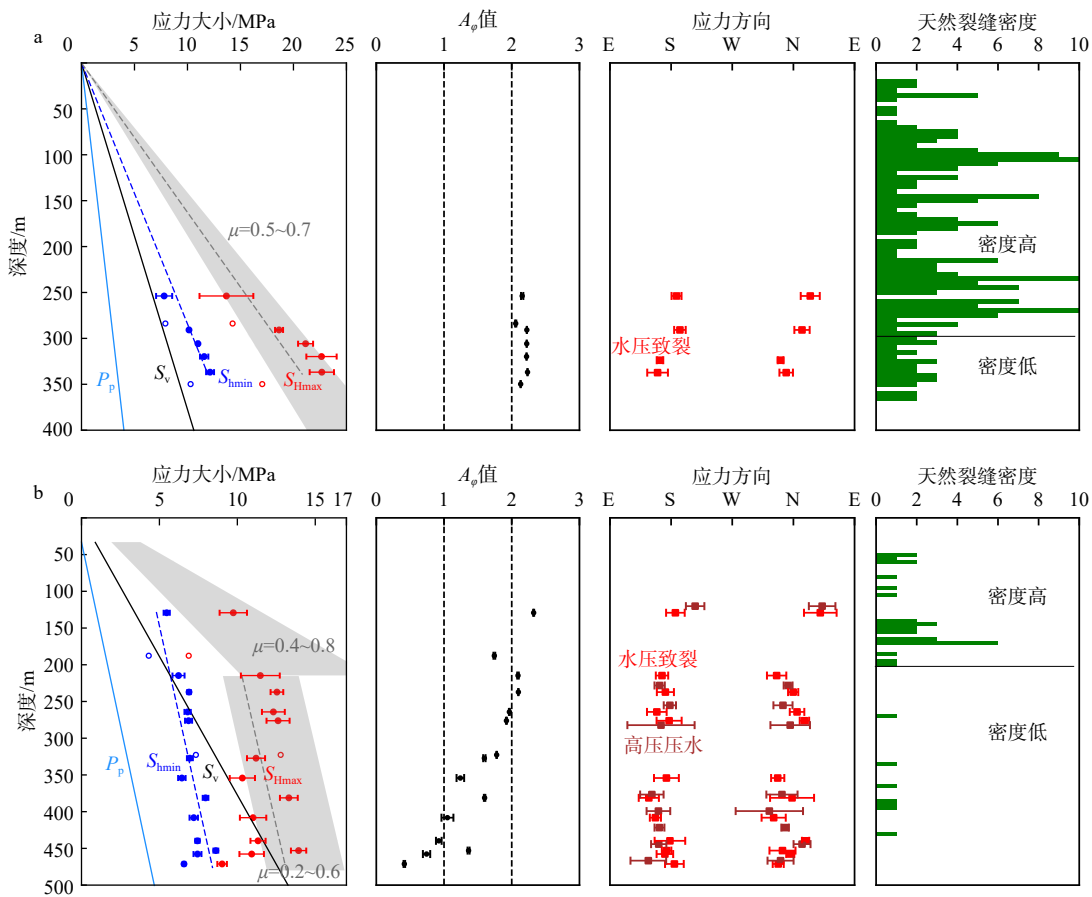 a
应力大小/MPa
0 5 10 15 20 25
50
100
150
200
250
300
350
400
深度/m
μ=0.5~0.7
Pp
Sv
Shmin
SHmax
Aφ值
0 1 2 3
应力方向
E S W N E
水压致裂
天然裂缝密度
0 2 4 6 8 10
密度高
密度低
b
应力大小/MPa
0 5 10 15 17
50
100
150
200
250
300
350
400
450
500
深度/m
μ=0.4~0.8
Pp
Shmin
Sv
SHmax
μ=0.2~0.6
Aφ值
0 1 2 3
应力方向
E S W N E
水压致裂
高压压水
天然裂缝密度
0 2 4 6 8 10
密度高
密度低